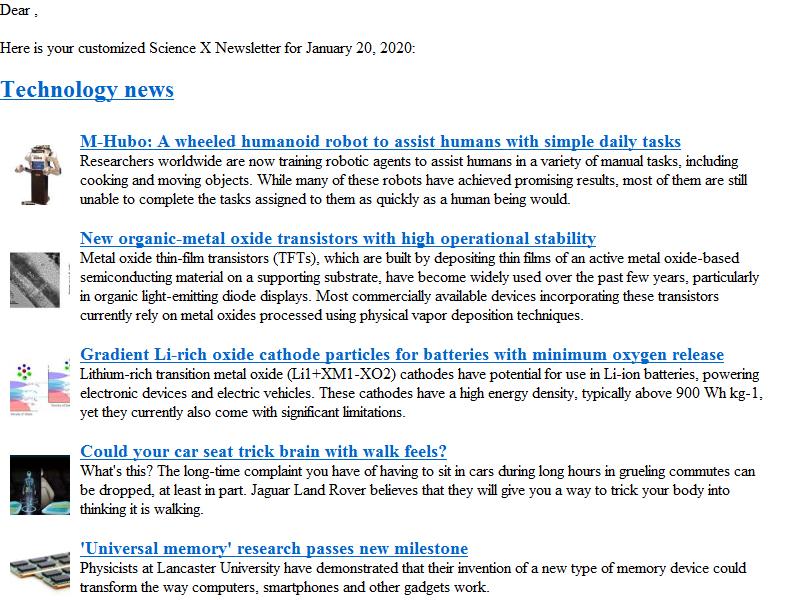 Dear ,
Here is your customized Science X Newsletter for January 20, 2020:
Technology news
M-Hubo: A wheeled humanoid robot to assist humans with simple daily tasks
Researchers worldwide are now training robotic agents to assist humans in a variety of manual tasks, including
cooking and moving objects. While many of these robots have achieved promising results, most of them are still
unable to complete the tasks assigned to them as quickly as a human being would.
New organic-metal oxide transistors with high operational stability
Metal oxide thin-film transistors (TFTs), which are built by depositing thin films of an active metal oxide-based
semiconducting material on a supporting substrate, have become widely used over the past few years, particularly
in organic light-emitting diode displays. Most commercially available devices incorporating these transistors
currently rely on metal oxides processed using physical vapor deposition techniques.
Gradient Li-rich oxide cathode particles for batteries with minimum oxygen release
Lithium-rich transition metal oxide (Li1+XM1-XO2) cathodes have potential for use in Li-ion batteries, powering
electronic devices and electric vehicles. These cathodes have a high energy density, typically above 900 Wh kg-1,
yet they currently also come with significant limitations.
Could your car seat trick brain with walk feels?
What's this? The long-time complaint you have of having to sit in cars during long hours in grueling commutes can
be dropped, at least in part. Jaguar Land Rover believes that they will give you a way to trick your body into
thinking it is walking.
'Universal memory' research passes new milestone
Physicists at Lancaster University have demonstrated that their invention of a new type of memory device could
transform the way computers, smartphones and other gadgets work.